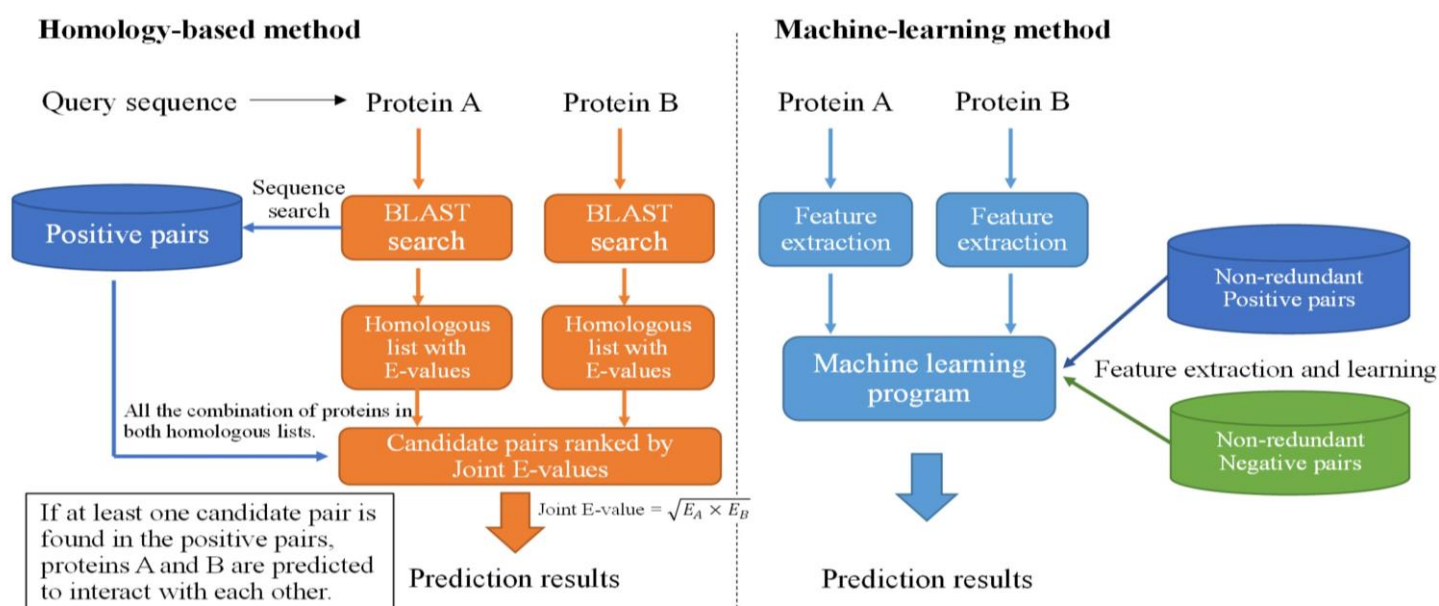 Homology-based method
Query sequence
Protein A
Protein B
Sequence
search
Positive pairs
BLAST
search
BLAST
search
Homologous
list with
E-values
Homologous
list with
E-values
All the combination of proteins in
both homologous lists.
Candidate pairs ranked by
Joint E-values
If at least one candidate pair is
found in the positive pairs,
proteins A and B are predicted
to interact with each other.
Joint E-value = √(E_A × E_B)
Prediction results
Machine-learning method
Protein A
Protein B
Feature
extraction
Feature
extraction
Non-redundant
Positive pairs
Machine learning
program
Feature extraction and learning
Non-redundant
Negative pairs
Prediction results